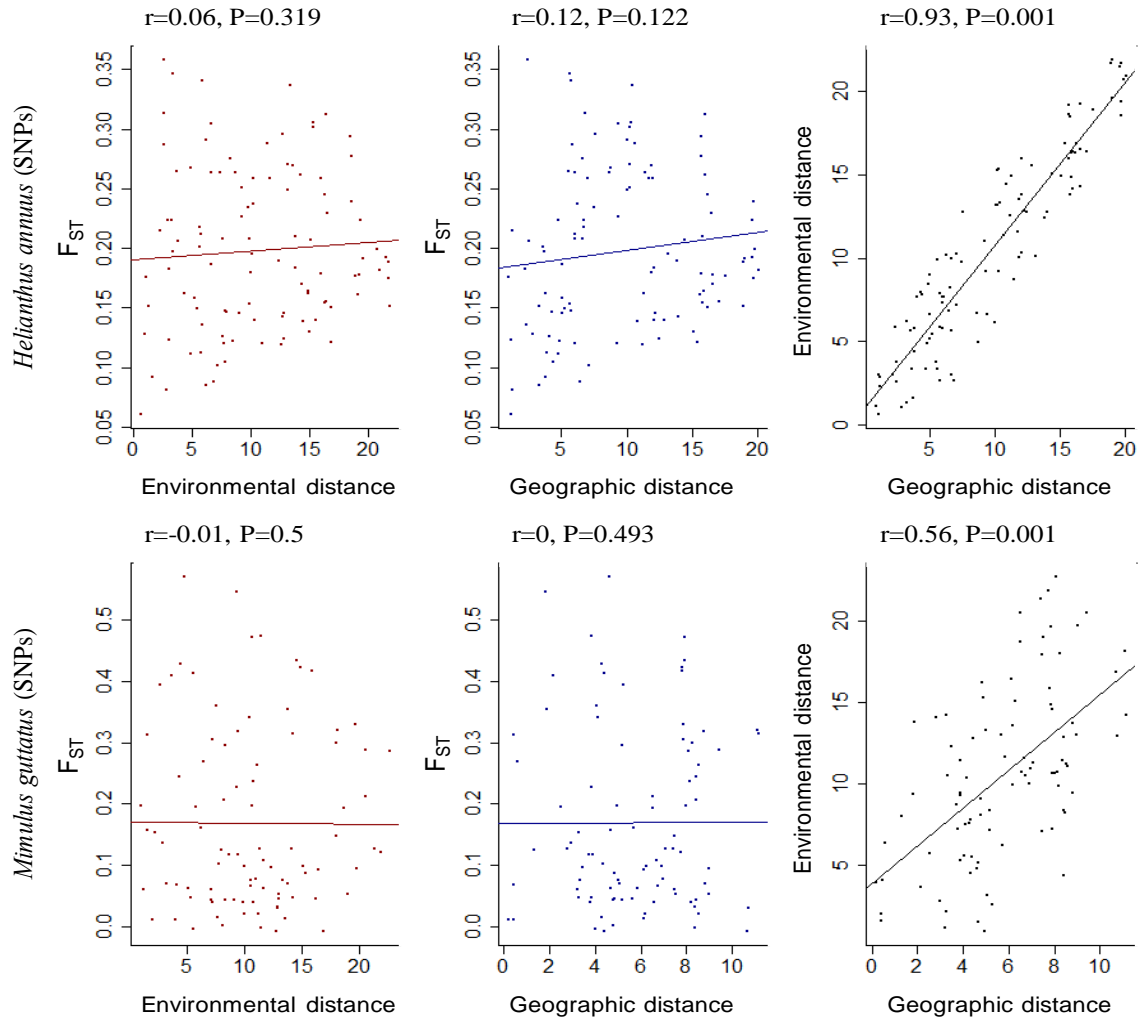 r=0.06, P=0.319
r=0.12, P=0.122
r=0.93, P=0.001
Helianthus annuus (SNPs)
FST
0.05 0.10 0.15 0.20 0.25 0.30 0.35
0 5 10 15 20
Environmental distance
FST
0.05 0.10 0.15 0.20 0.25 0.30 0.35
5 10 15 20
Geographic distance
Environmental distance
0 5 10 15 20
5 10 15 20
Geographic distance
r=-0.01, P=0.5
r=0, P=0.493
r=0.56, P=0.001
Mimulus guttatus (SNPs)
FST
0.0 0.1 0.2 0.3 0.4 0.5
5 10 15 20
Environmental distance
FST
0.0 0.1 0.2 0.3 0.4 0.5
0 2 4 6 8 10
Geographic distance
Environmental distance
5 10 15 20
0 2 4 6 8 10
Geographic distance